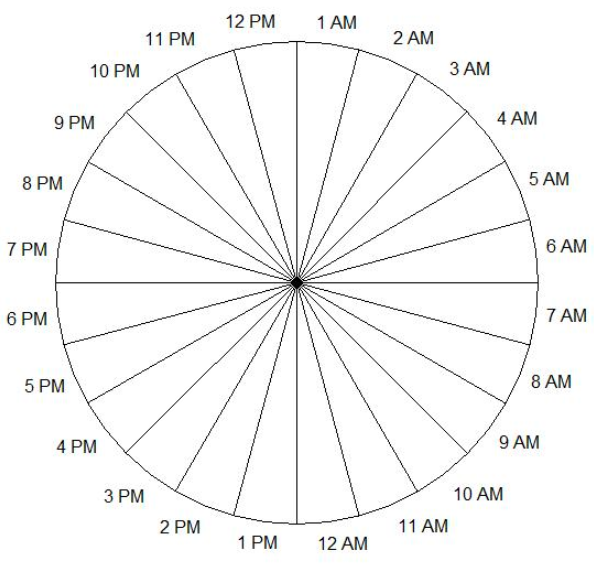 1 AM
2 AM
3 AM
4 AM
5 AM
6 AM
7 AM
8 AM
9 AM
10 AM
11 AM
12 AM
1 PM
2 PM
3 PM
4 PM
5 PM
6 PM
7 PM
8 PM
9 PM
10 PM
11 PM
12 PM